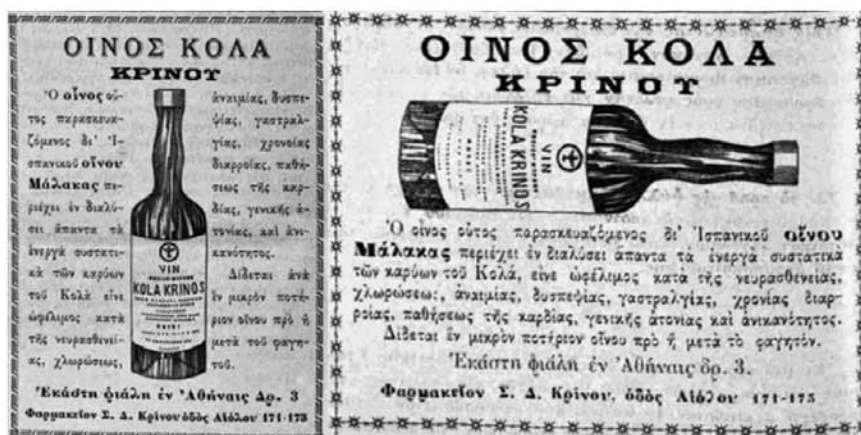 ΟΙΝΟΣ ΚΟΛΑ
ΚΡΙΝΟΥ
Ὁ οἶνος οὗ-
τος παρασκευα-
ζόμενος δι' Ἱσ-
πανικοῦ οἴνου
Μάλακας πε-
ριέχει ἐν διαλύ-
σει ἅπαντα τὰ
ἐνεργὰ συστατι-
κὰ τῶν καρύων
τοῦ Κολὰ εἶνε
ὠφέλιμος κατὰ
τῆς νευρασθενεί-
ας, χλωρώσεως,
ἀναιμίας, δυσπε-
ψίας, γαστραλ-
γίας, χρονίας
διαρροίας, παθή-
σεως τῆς καρ-
δίας, γενικῆς ἀ-
τονίας, καὶ ἀνι-
κανότητος.
Δίδεται ἀνὰ
ἓν μικρὸν ποτή-
ριον οἴνου πρὸ ἢ
μετὰ τοῦ φαγη-
τοῦ.
VIN
KOLA KRINOS
Ἑκάστη φιάλη ἐν Ἀθήναις Δρ. 3
Φαρμακεῖον Σ. Δ. Κρίνου ὁδὸς Αἰόλου 171-173
ΟΙΝΟΣ ΚΟΛΑ
ΚΡΙΝΟΥ
VIN
KOLA KRINOS
Ὁ οἶνος οὗτος παρασκευαζόμενος δι' Ἱσπανικοῦ οἴνου
Μάλακας περιέχει ἐν διαλύσει ἅπαντα τὰ ἐνεργὰ συστατικὰ
τῶν καρύων τοῦ Κολά, εἶνε ὠφέλιμος κατὰ τῆς νευρασθενείας,
χλωρώσεως, ἀναιμίας, δυσπεψίας, γαστραλγίας, χρονίας διαρ-
ροίας, παθήσεως τῆς καρδίας, γενικῆς ἀτονίας καὶ ἀνικανότητος.
Δίδεται ἓν μικρὸν ποτήριον οἴνου πρὸ ἢ μετὰ τὸ φαγητόν.
Ἑκάστη φιάλη ἐν Ἀθήναις δρ. 3.
Φαρμακεῖον Σ. Δ. Κρίνου, ὁδὸς Αἰόλου 171-173